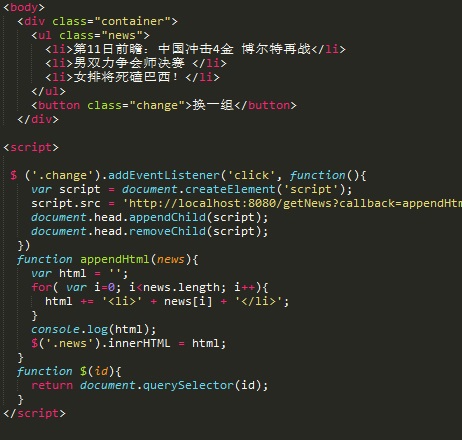 <body>
<div class="container">
<ul class="news">
<li>第11日前瞻：中国冲击4金 博尔特再战</li>
<li>男双力争会师决赛 </li>
<li>女排将死磕巴西！</li>
</ul>
<button class="change">换一组</button>
</div>
<script>
$ ('.change').addEventListener('click', function(){
var script = document.createElement('script');
script.src = 'http://localhost:8080/getNews?callback=appendHtm
document.head.appendChild(script);
document.head.removeChild(script);
})
function appendHtml(news){
var html = '';
for( var i=0; i<news.length; i++){
html += '<li>' + news[i] + '</li>';
}
console.log(html);
$('.news').innerHTML = html;
}
function $(id){
return document.querySelector(id);
}
</script>